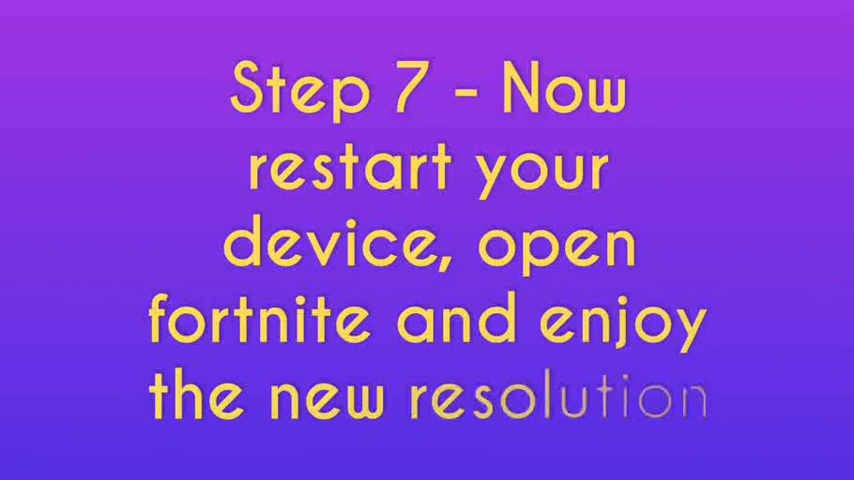 Step 7 - Now
restart your
device, open
fortnite and enjoy
the new resolution